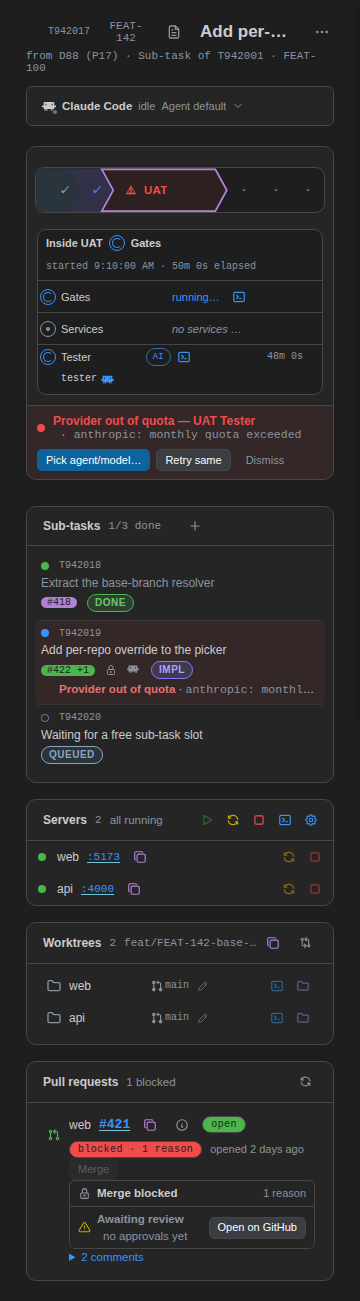 T942017 FEAT-142 Add per-…
from D88 (P17) · Sub-task of T942001 · FEAT-100
Claude Code idle Agent default
UAT
Inside UAT Gates
started 9:10:00 AM · 50m 0s elapsed
Gates running…
Services no services …
Tester AI 48m 0s
tester
Provider out of quota — UAT Tester
· anthropic: monthly quota exceeded
Pick agent/model… Retry same Dismiss
Sub-tasks 1/3 done
T942018
Extract the base-branch resolver
#418 DONE
T942019
Add per-repo override to the picker
#422 +1 IMPL
Provider out of quota · anthropic: monthl…
T942020
Waiting for a free sub-task slot
QUEUED
Servers 2 all running
web :5173
api :4000
Worktrees 2 feat/FEAT-142-base-…
web main
api main
Pull requests 1 blocked
web #421 open
blocked · 1 reason opened 2 days ago
Merge
Merge blocked 1 reason
Awaiting review
no approvals yet
Open on GitHub
2 comments